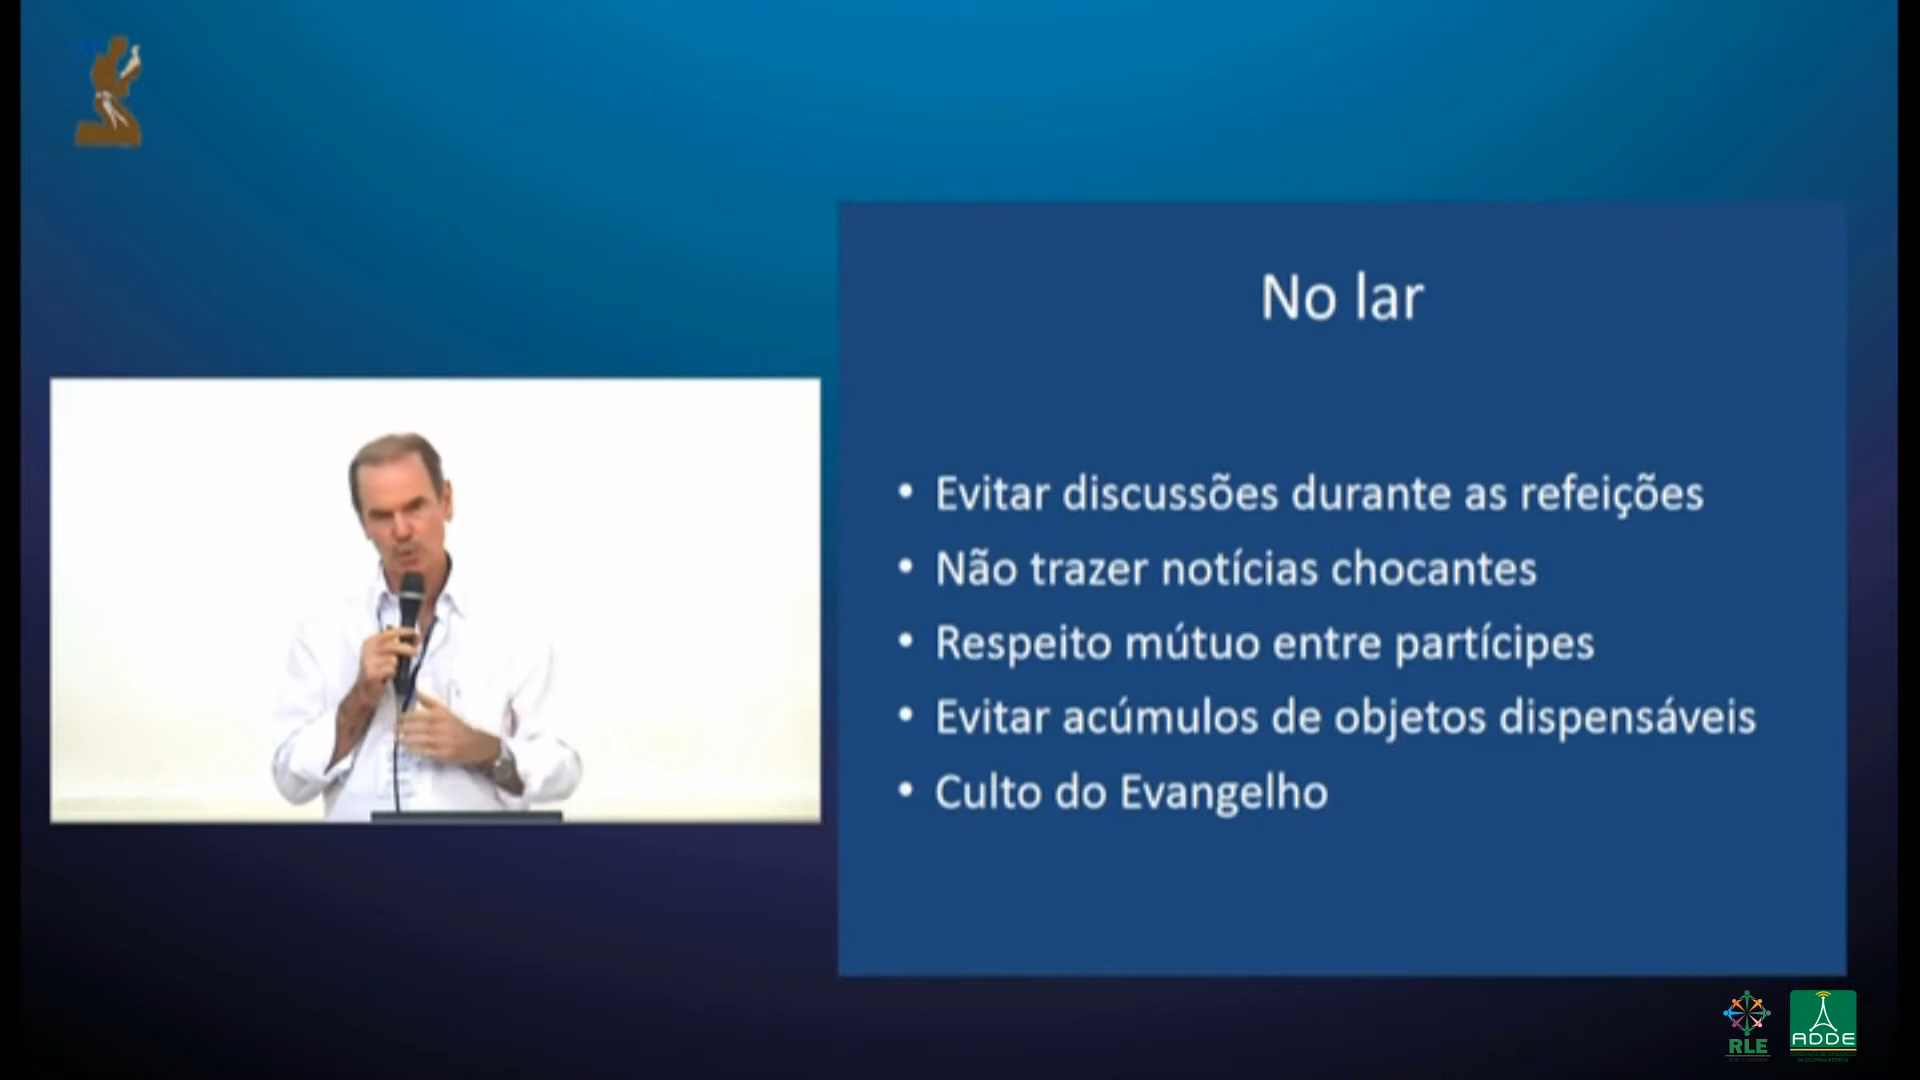 No lar
• Evitar discussões durante as refeições
• Não trazer notícias chocantes
• Respeito mútuo entre partícipes
• Evitar acúmulos de objetos dispensáveis
• Culto do Evangelho
RLE
ADDE